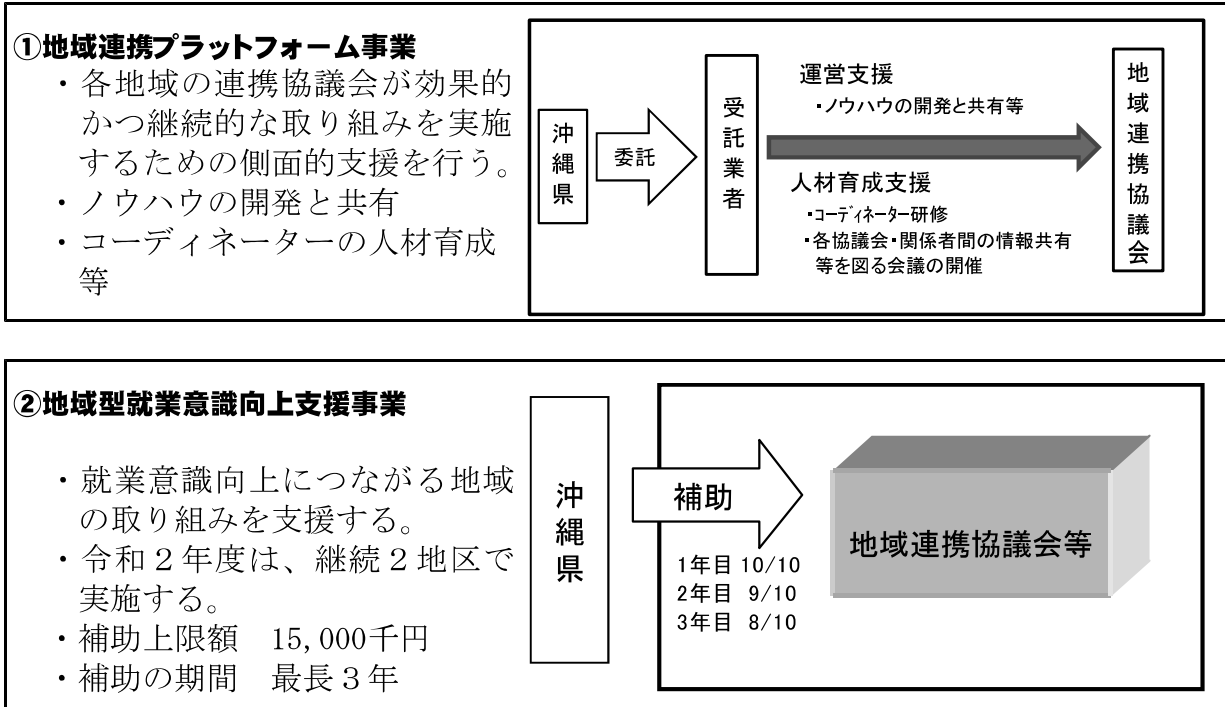 ①地域連携プラットフォーム事業
・各地域の連携協議会が効果的
かつ継続的な取り組みを実施
するための側面的支援を行う。
・ノウハウの開発と共有
・コーディネーターの人材育成
等
沖縄県
委託
受託業者
運営支援
・ノウハウの開発と共有等
人材育成支援
・コーディネーター研修
・各協議会・関係者間の情報共有
等を図る会議の開催
地域連携協議会
②地域型就業意識向上支援事業
・就業意識向上につながる地域
の取り組みを支援する。
・令和２年度は、継続２地区で
実施する。
・補助上限額　15,000千円
・補助の期間　最長３年
沖縄県
補助
1年目 10/10
2年目 9/10
3年目 8/10
地域連携協議会等